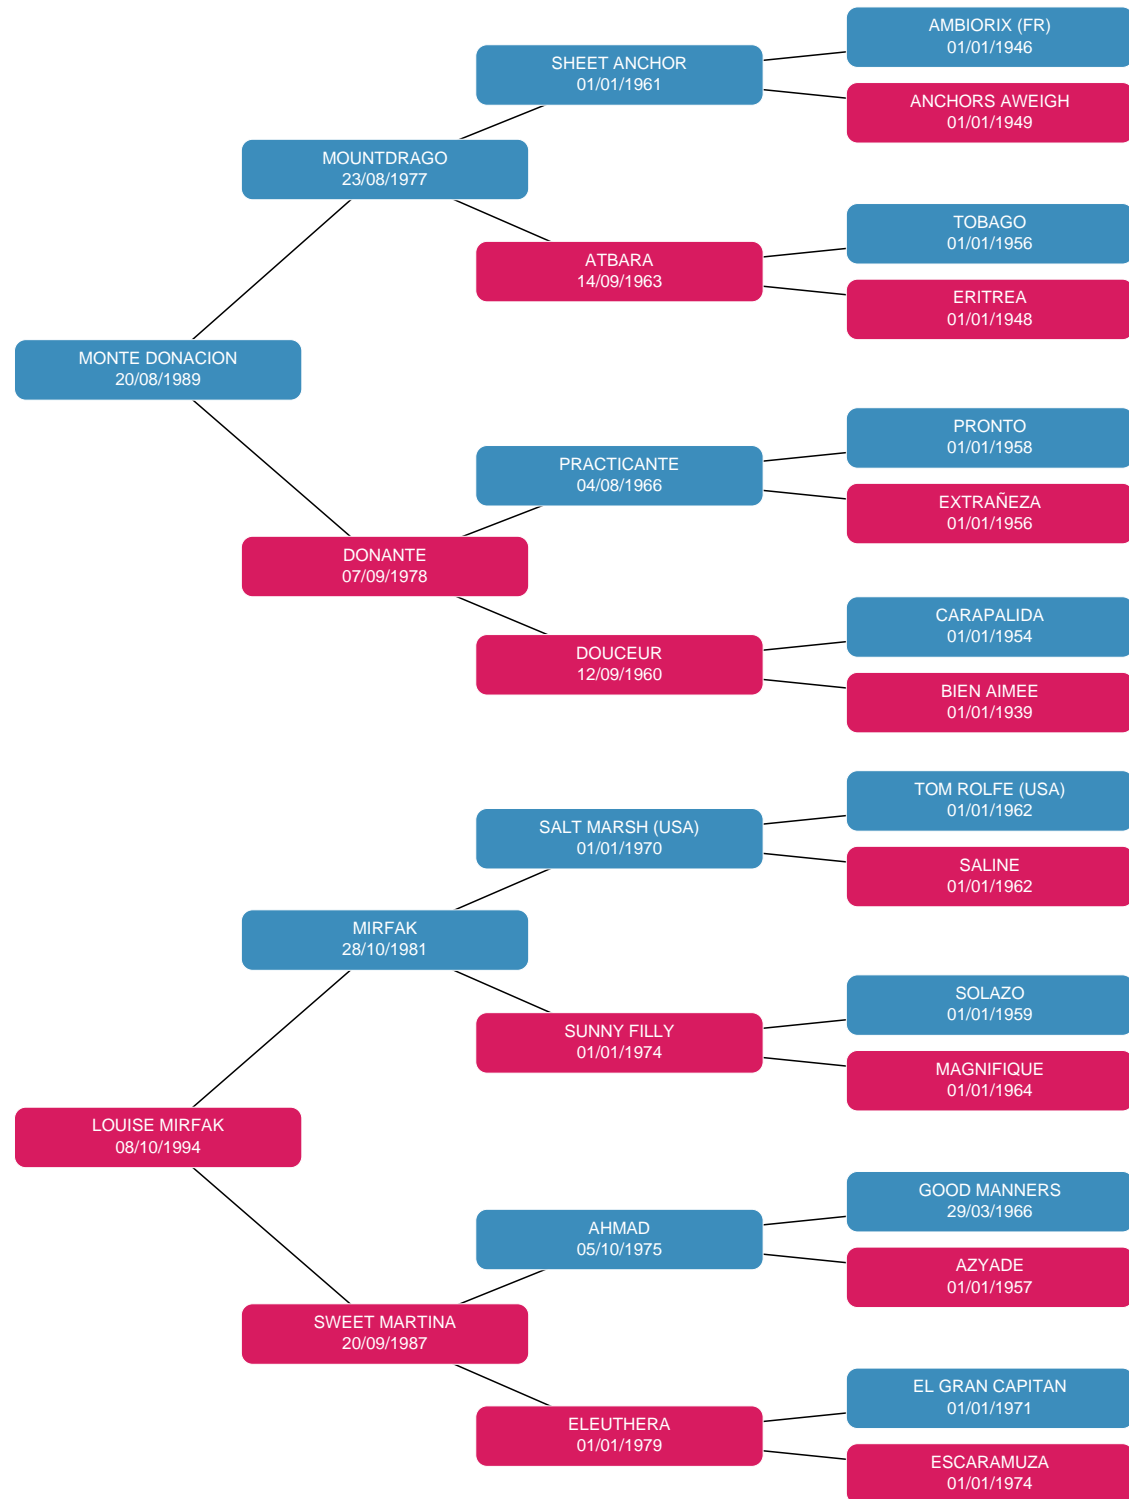 AMBIORIX (FR)
01/01/1946
SHEET ANCHOR
01/01/1961
ANCHORS AWEIGH
01/01/1949
MOUNTDRAGO
23/08/1977
TOBAGO
01/01/1956
ATBARA
14/09/1963
ERITREA
01/01/1948
MONTE DONACION
20/08/1989
PRONTO
01/01/1958
PRACTICANTE
04/08/1966
EXTRAÑEZA
01/01/1956
DONANTE
07/09/1978
CARAPALIDA
01/01/1954
DOUCEUR
12/09/1960
BIEN AIMEE
01/01/1939
TOM ROLFE (USA)
01/01/1962
SALT MARSH (USA)
01/01/1970
SALINE
01/01/1962
MIRFAK
28/10/1981
SOLAZO
01/01/1959
SUNNY FILLY
01/01/1974
MAGNIFIQUE
01/01/1964
LOUISE MIRFAK
08/10/1994
GOOD MANNERS
29/03/1966
AHMAD
05/10/1975
AZYADE
01/01/1957
SWEET MARTINA
20/09/1987
EL GRAN CAPITAN
01/01/1971
ELEUTHERA
01/01/1979
ESCARAMUZA
01/01/1974